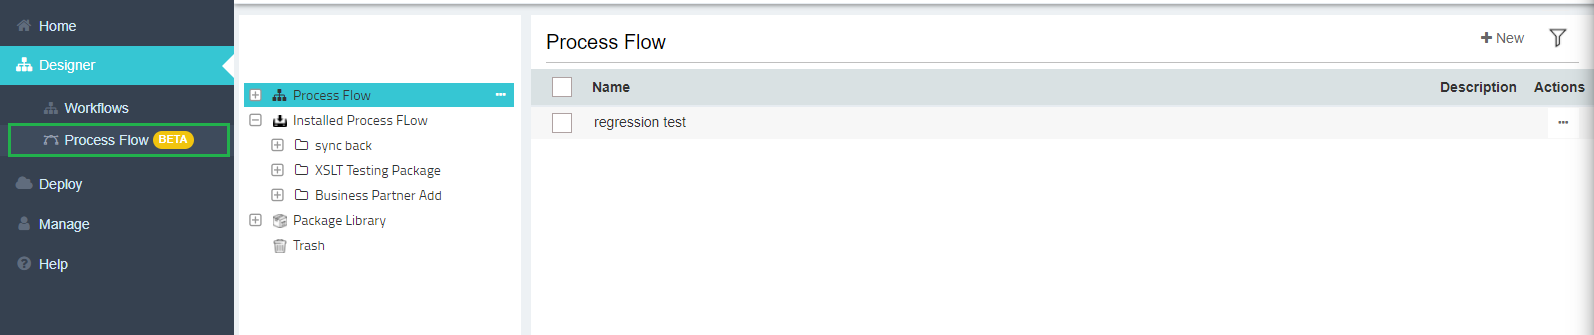 Home
Designer
Workflows
Process Flow BETA
Deploy
Manage
Help
Process Flow
Installed Process FLow
sync back
XSLT Testing Package
Business Partner Add
Package Library
Trash
Process Flow
New
Name Description Actions
regression test